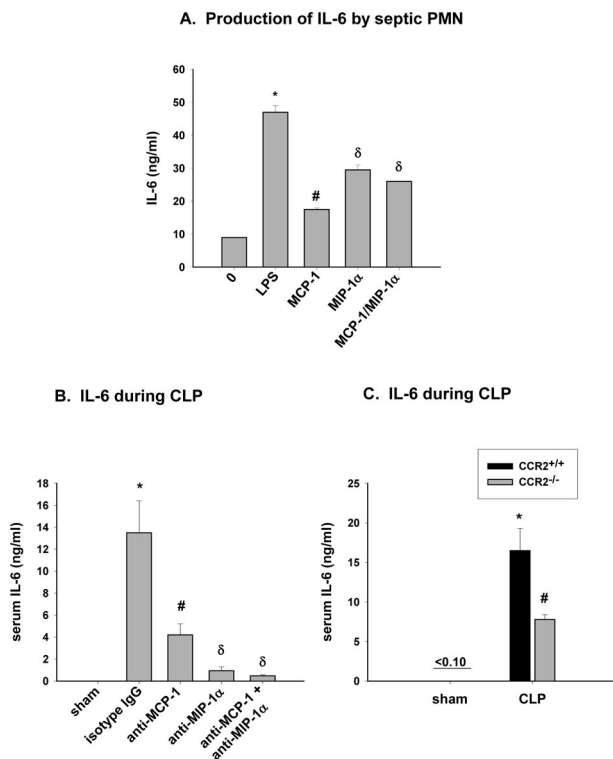 A. Production of IL-6 by septic PMN
60
50
40
30
20
10
0
IL-6 (ng/ml)
*
#
δ
δ
0
LPS
MCP-1
MIP-1α
MCP-1/MIP-1α
B. IL-6 during CLP
18
16
14
12
10
8
6
4
2
0
serum IL-6 (ng/ml)
*
#
δ
δ
sham
isotype IgG
anti-MCP-1
anti-MIP-1α
anti-MCP-1 +
anti-MIP-1α
C. IL-6 during CLP
CCR2+/+
CCR2-/-
25
20
15
10
5
0
serum IL-6 (ng/ml)
*
#
<0.10
sham
CLP